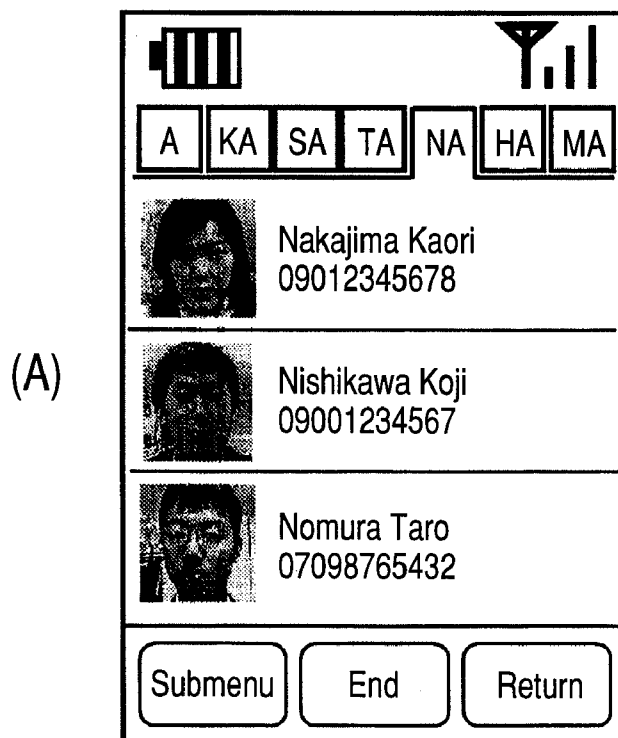 A KA SA TA NA HA MA
Nakajima Kaori
09012345678
(A)
Nishikawa Koji
09001234567
Nomura Taro
07098765432
Submenu End Return